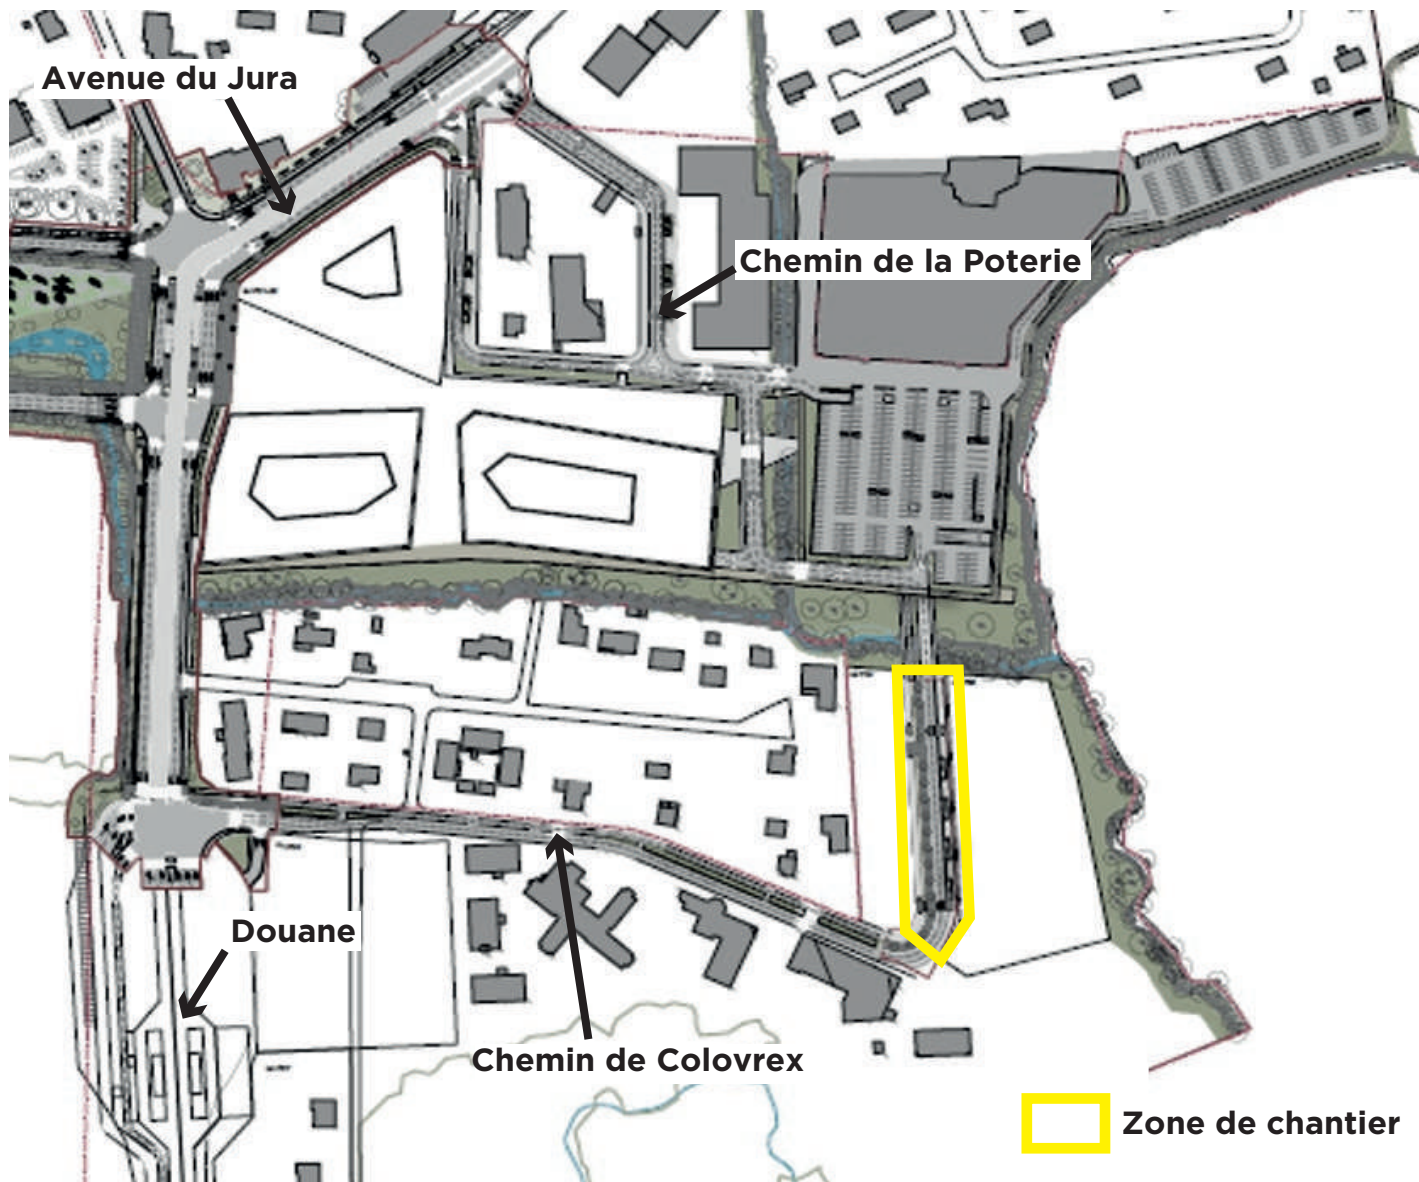 Avenue du Jura
Chemin de la Poterie
Douane
Chemin de Colovrex
Zone de chantier